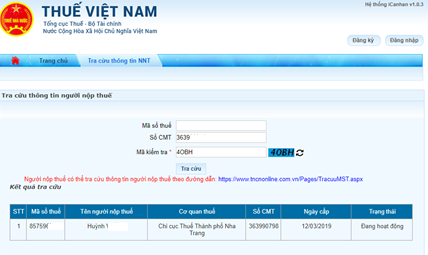 Hệ thống iCanhan v1.0.3
THUẾ VIỆT NAM
Tổng cục Thuế - Bộ Tài chính
Nước Cộng Hòa Xã Hội Chủ Nghĩa Việt Nam
THUẾ NHÀ NƯỚC
Đăng ký Đăng nhập
Trang chủ Tra cứu thông tin NNT
Tra cứu thông tin người nộp thuế
Mã số thuế
Số CMT 3639
Mã kiểm tra * 4OBH 4OBH
Tra cứu
Người nộp thuế có thể tra cứu thông tin người nộp thuế theo đường dẫn: https://www.tncnonline.com.vn/Pages/TracuuMST.aspx
Kết quả tra cứu
STT Mã số thuế Tên người nộp thuế Cơ quan thuế Số CMT Ngày cấp Trạng thái
1 85759 Huỳnh Chi cục Thuế Thành phố Nha Trang 363990798 12/03/2019 Đang hoạt động